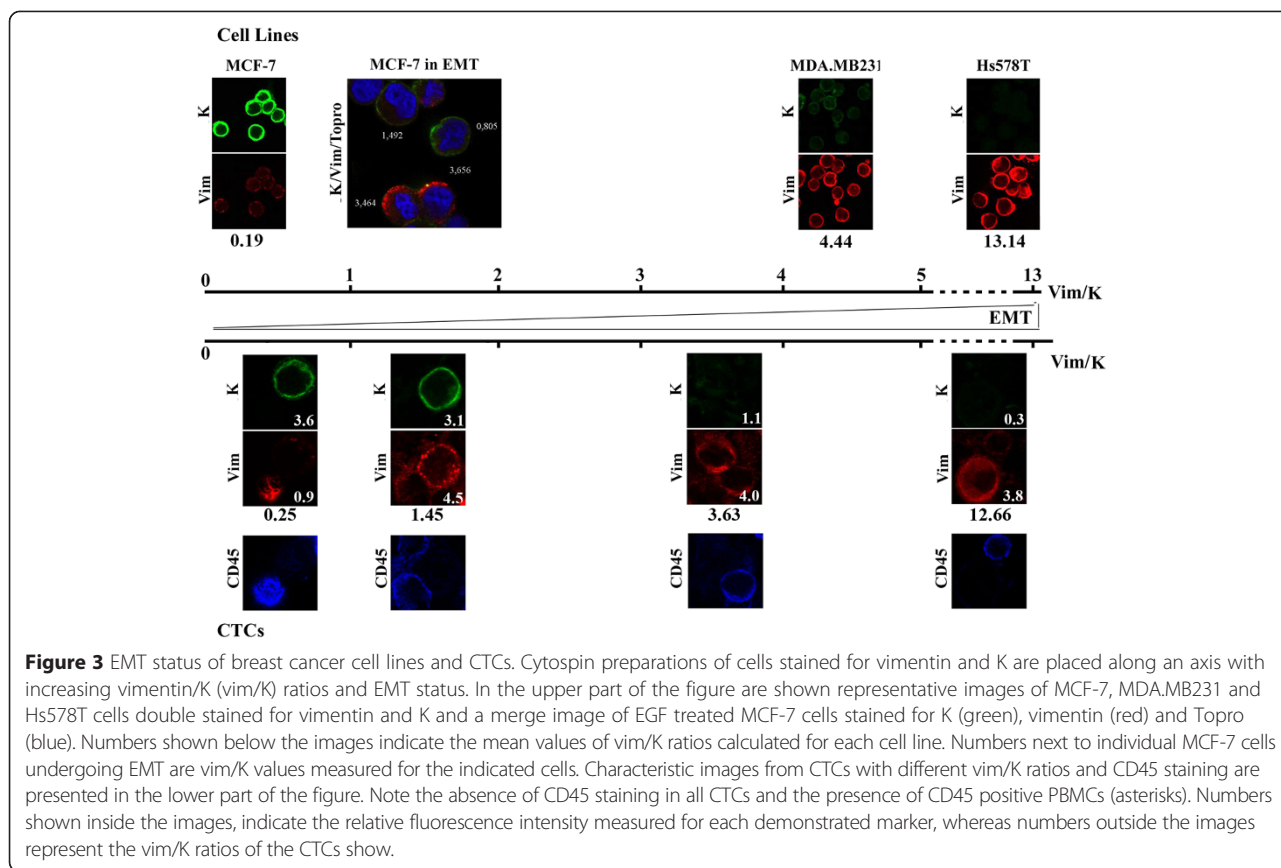 Cell Lines
MCF-7
MCF-7 in EMT
MDA.MB231
Hs578T
K
Vim
K/Vim/Topro
1,492
0,805
3,656
3,464
K
Vim
K
Vim
0.19
4.44
13.14
0 1 2 3 4 5 13
Vim/K
EMT
0
Vim/K
K
3.6
K
3.1
K
1.1
K
0.3
Vim
0.9
Vim
4.5
Vim
4.0
Vim
3.8
0.25
1.45
3.63
12.66
CD45
CD45
CD45
CD45
CTCs
Figure 3 EMT status of breast cancer cell lines and CTCs. Cytospin preparations of cells stained for vimentin and K are placed along an axis with
increasing vimentin/K (vim/K) ratios and EMT status. In the upper part of the figure are shown representative images of MCF-7, MDA.MB231 and
Hs578T cells double stained for vimentin and K and a merge image of EGF treated MCF-7 cells stained for K (green), vimentin (red) and Topro
(blue). Numbers shown below the images indicate the mean values of vim/K ratios calculated for each cell line. Numbers next to individual MCF-7 cells
undergoing EMT are vim/K values measured for the indicated cells. Characteristic images from CTCs with different vim/K ratios and CD45 staining are
presented in the lower part of the figure. Note the absence of CD45 staining in all CTCs and the presence of CD45 positive PBMCs (asterisks). Numbers
shown inside the images, indicate the relative fluorescence intensity measured for each demonstrated marker, whereas numbers outside the images
represent the vim/K ratios of the CTCs show.